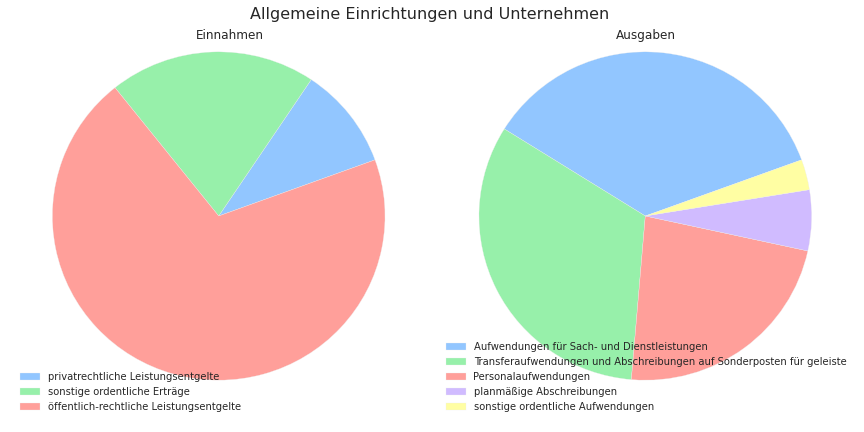 Allgemeine Einrichtungen und Unternehmen
Einnahmen
privatrechtliche Leistungsentgelte
sonstige ordentliche Erträge
öffentlich-rechtliche Leistungsentgelte
Ausgaben
Aufwendungen für Sach- und Dienstleistungen
Transferaufwendungen und Abschreibungen auf Sonderposten für geleiste
Personalaufwendungen
planmäßige Abschreibungen
sonstige ordentliche Aufwendungen